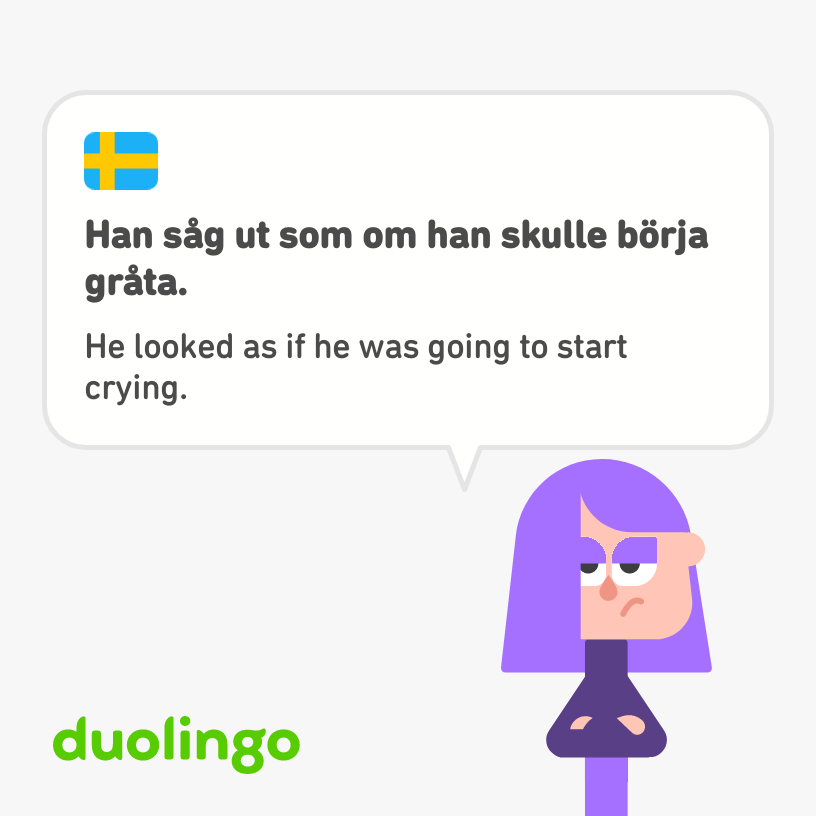 Han såg ut som om han skulle börja
gråta.
He looked as if he was going to start
crying.
duolingo